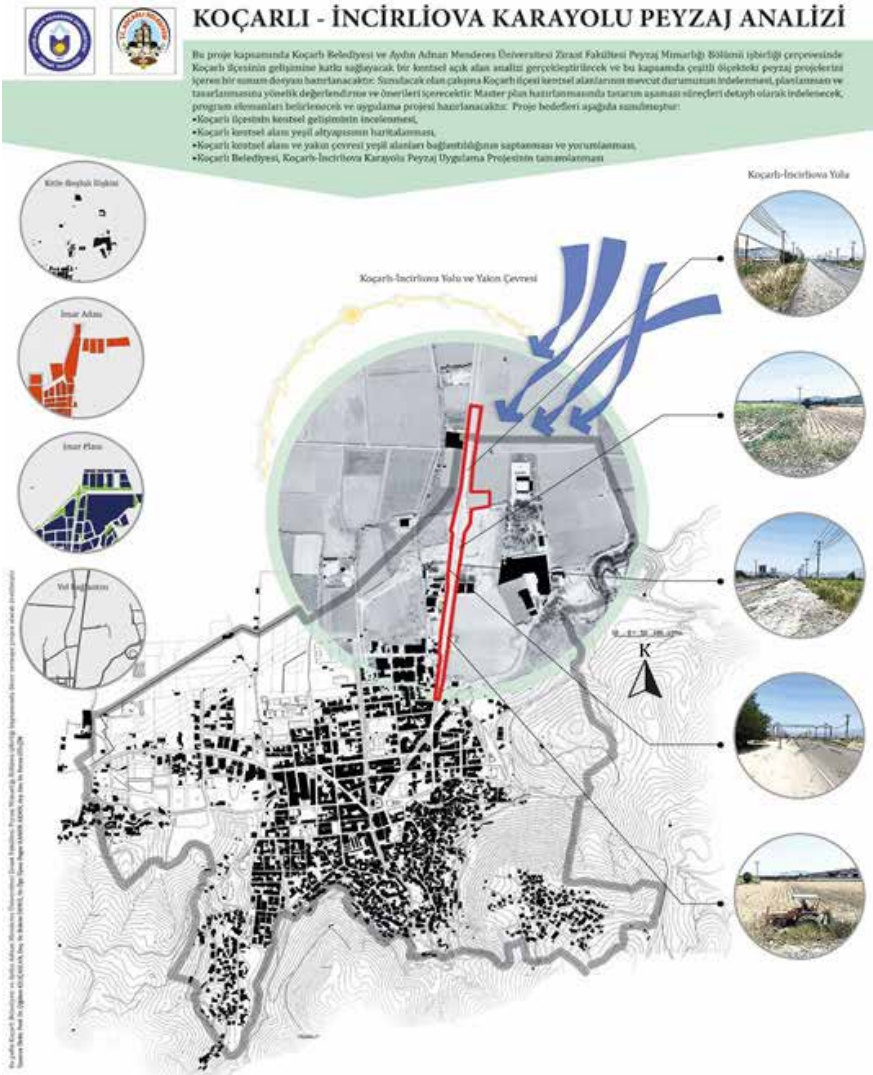 KOÇARLI - İNCİRLİOVA KARAYOLU PEYZAJ ANALİZİ
Bu proje kapsamında Koçarlı Belediyesi ve Aydın Adnan Menderes Üniversitesi Ziraat Fakültesi Peyzaj Mimarlığı Bölümü işbirliği çerçevesinde
Koçarlı ilçesinin gelişimine katkı sağlayacak bir kentsel açık alan analizi gerçekleştirilecek ve bu kapsamda çeşitli ölçekteki peyzaj projelerini
içeren bir sunum dosyası hazırlanacaktır. Sunulacak olan çalışma Koçarlı ilçesi kentsel alanlarının mevcut durumunun irdelenmesi, planlanması ve
tasarlanmasına yönelik değerlendirme ve önerileri içerecektir. Master plan hazırlanmasında tasarım aşaması süreçleri detaylı olarak irdelenecek,
program elemanları belirlenecek ve uygulama projesi hazırlanacaktır. Proje hedefleri aşağıda sunulmuştur:
•Koçarlı ilçesinin kentsel gelişiminin incelenmesi,
•Koçarlı kentsel alanı yeşil altyapısının haritalanması,
•Koçarlı kentsel alanı ve yakın çevresi yeşil alanları bağlantılılığının saptanması ve yorumlanması,
•Koçarlı Belediyesi, Koçarlı-İncirliova Karayolu Peyzaj Uygulama Projesinin tamamlanması
Koçarlı-İncirliova Yolu
Kitle-Boşluk İlişkisi
Koçarlı-İncirliova Yolu ve Yakın Çevresi
İmar Adası
İmar Planı
Yol Bağlantısı
K